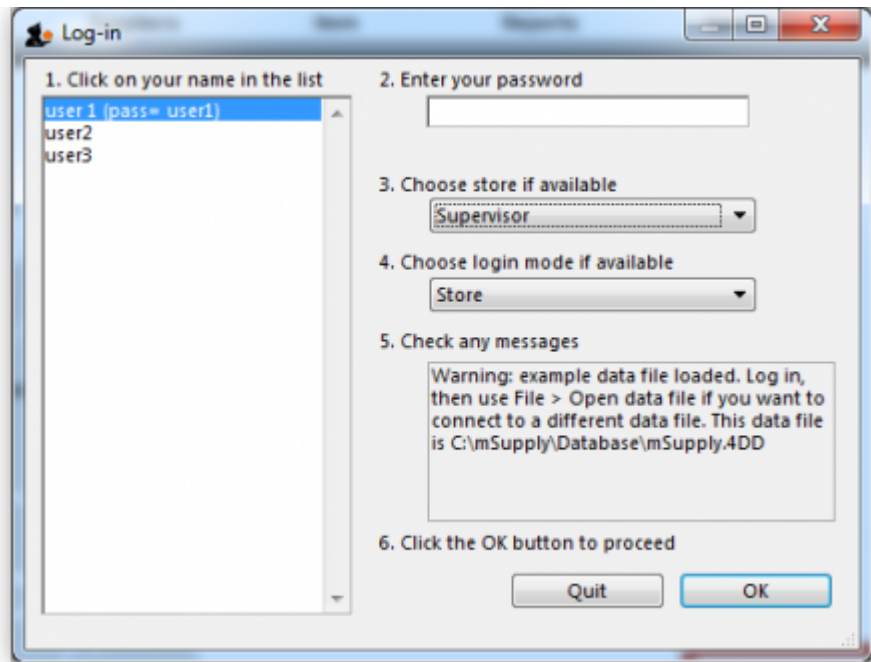 Log-in
1. Click on your name in the list
user 1 (pass= user1)
user2
user3
2. Enter your password
3. Choose store if available
Supervisor
4. Choose login mode if available
Store
5. Check any messages
Warning: example data file loaded. Log in,
then use File > Open data file if you want to
connect to a different data file. This data file
is C:\mSupply\Database\mSupply.4DD
6. Click the OK button to proceed
Quit
OK